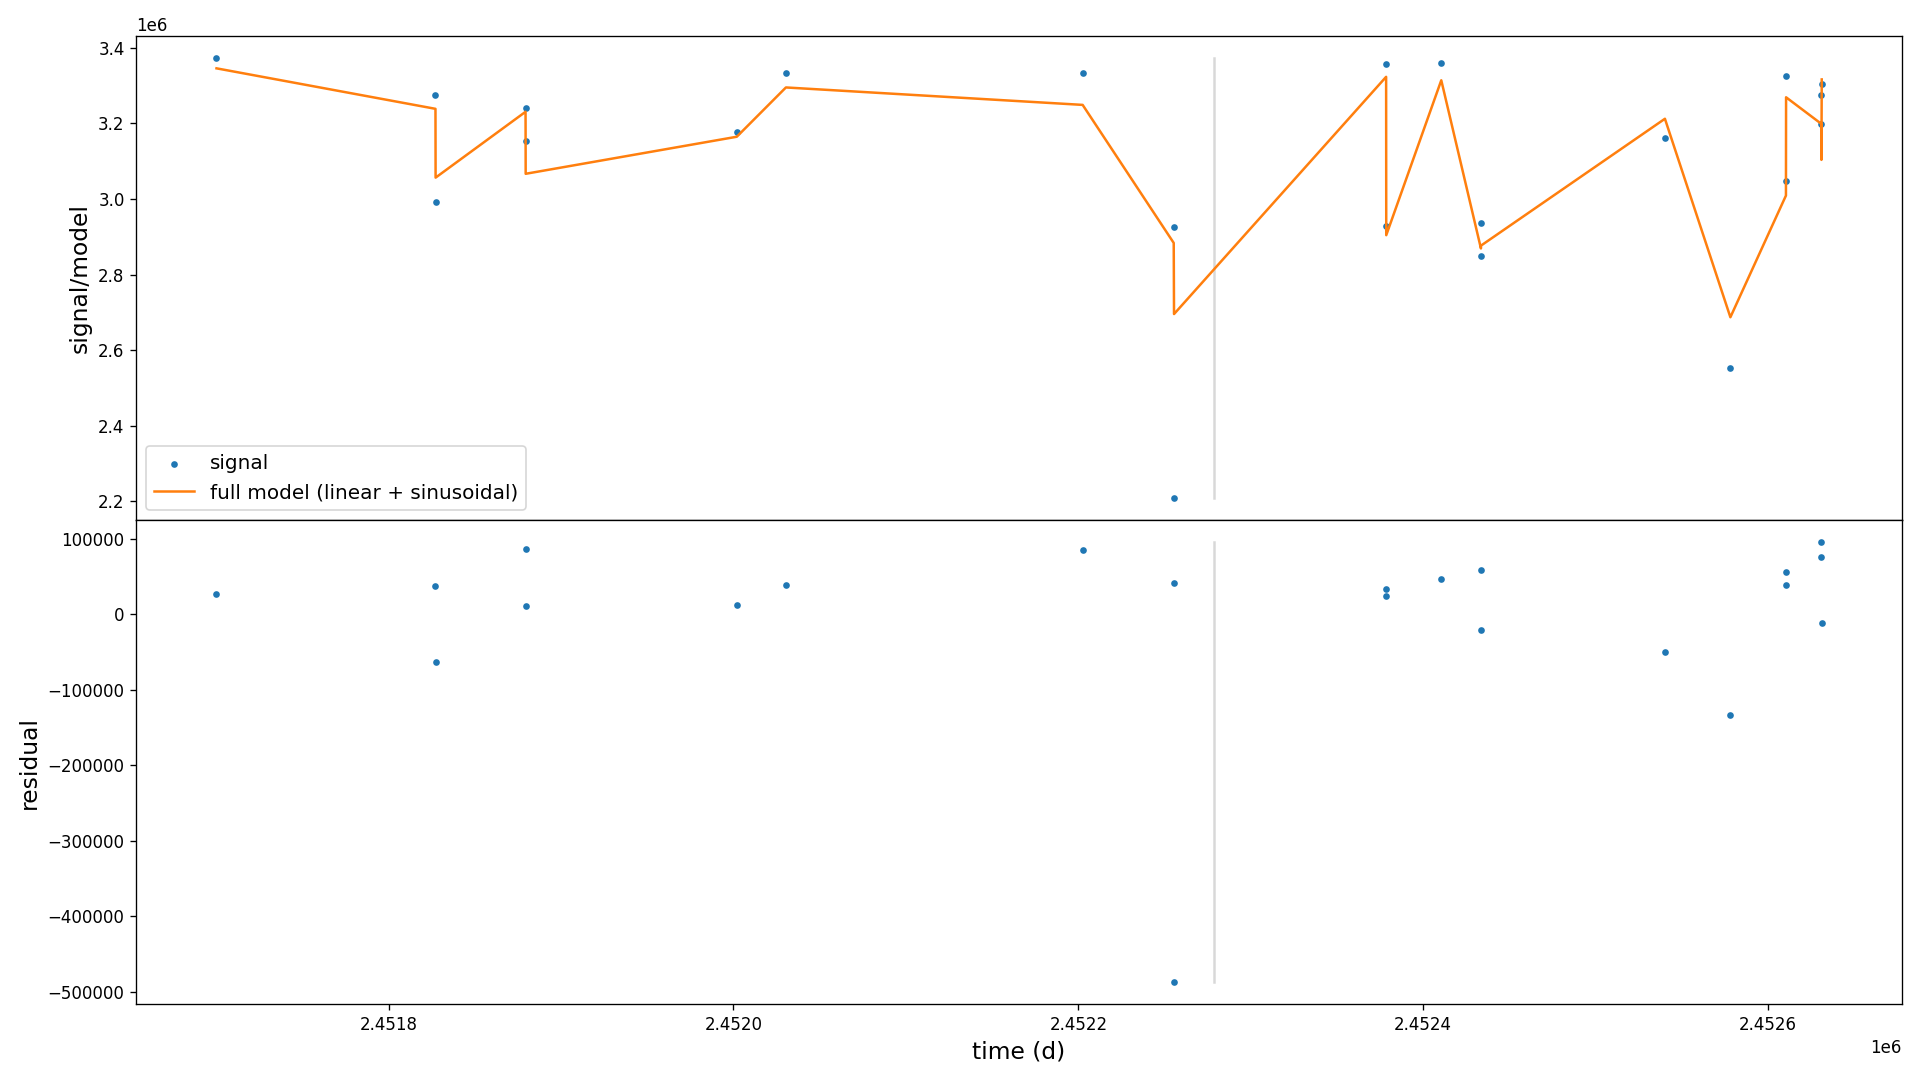 1e6
3.4
3.2
3.0
2.8
2.6
2.4
2.2
signal/model
signal
full model (linear + sinusoidal)
100000
0
−100000
−200000
−300000
−400000
−500000
residual
2.4518
2.4520
2.4522
2.4524
2.4526
time (d)
1e6